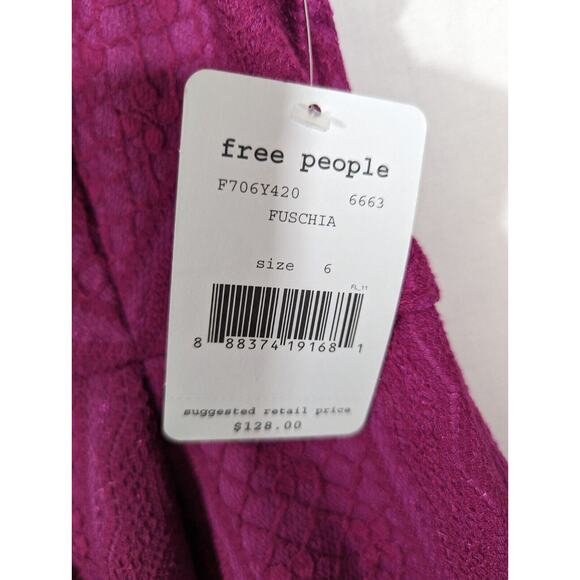 free people
F706Y420 6663
FUSCHIA
size 6
FL_11
8 88374 19168 1
suggested retail price
$128.00